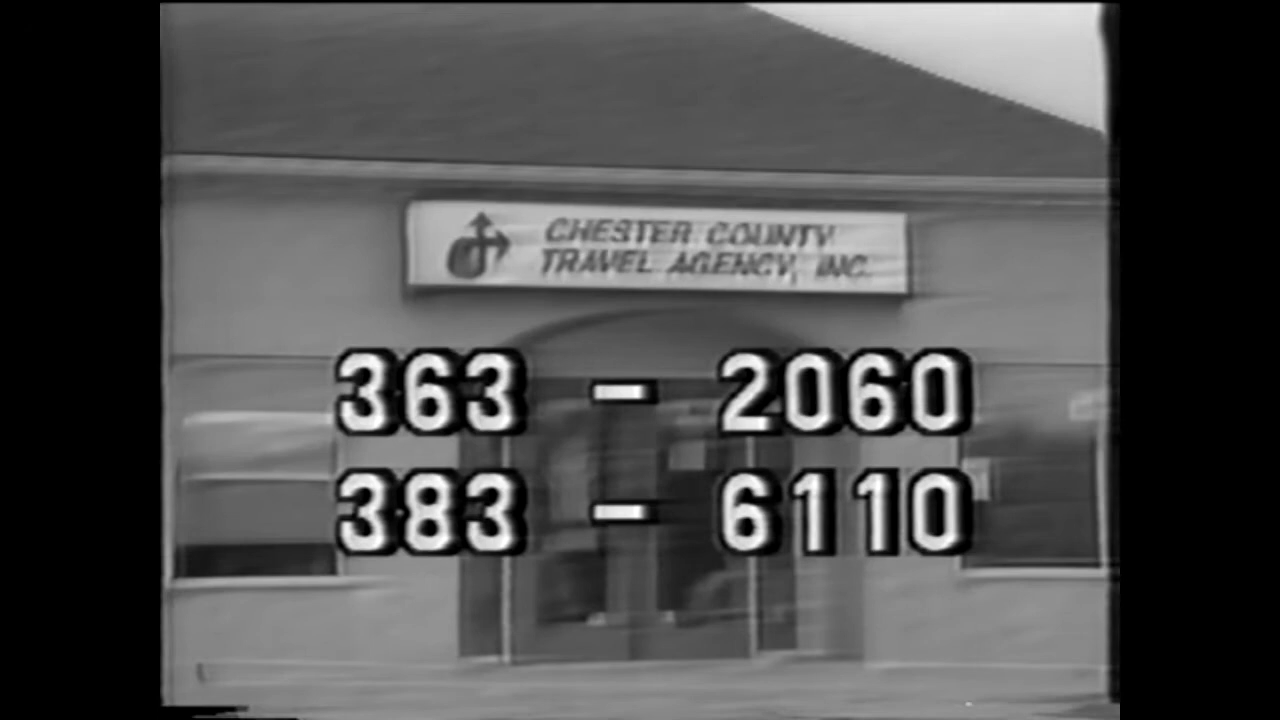 CHESTER COUNTY
TRAVEL AGENCY, INC.
363 - 2060
383 - 6110